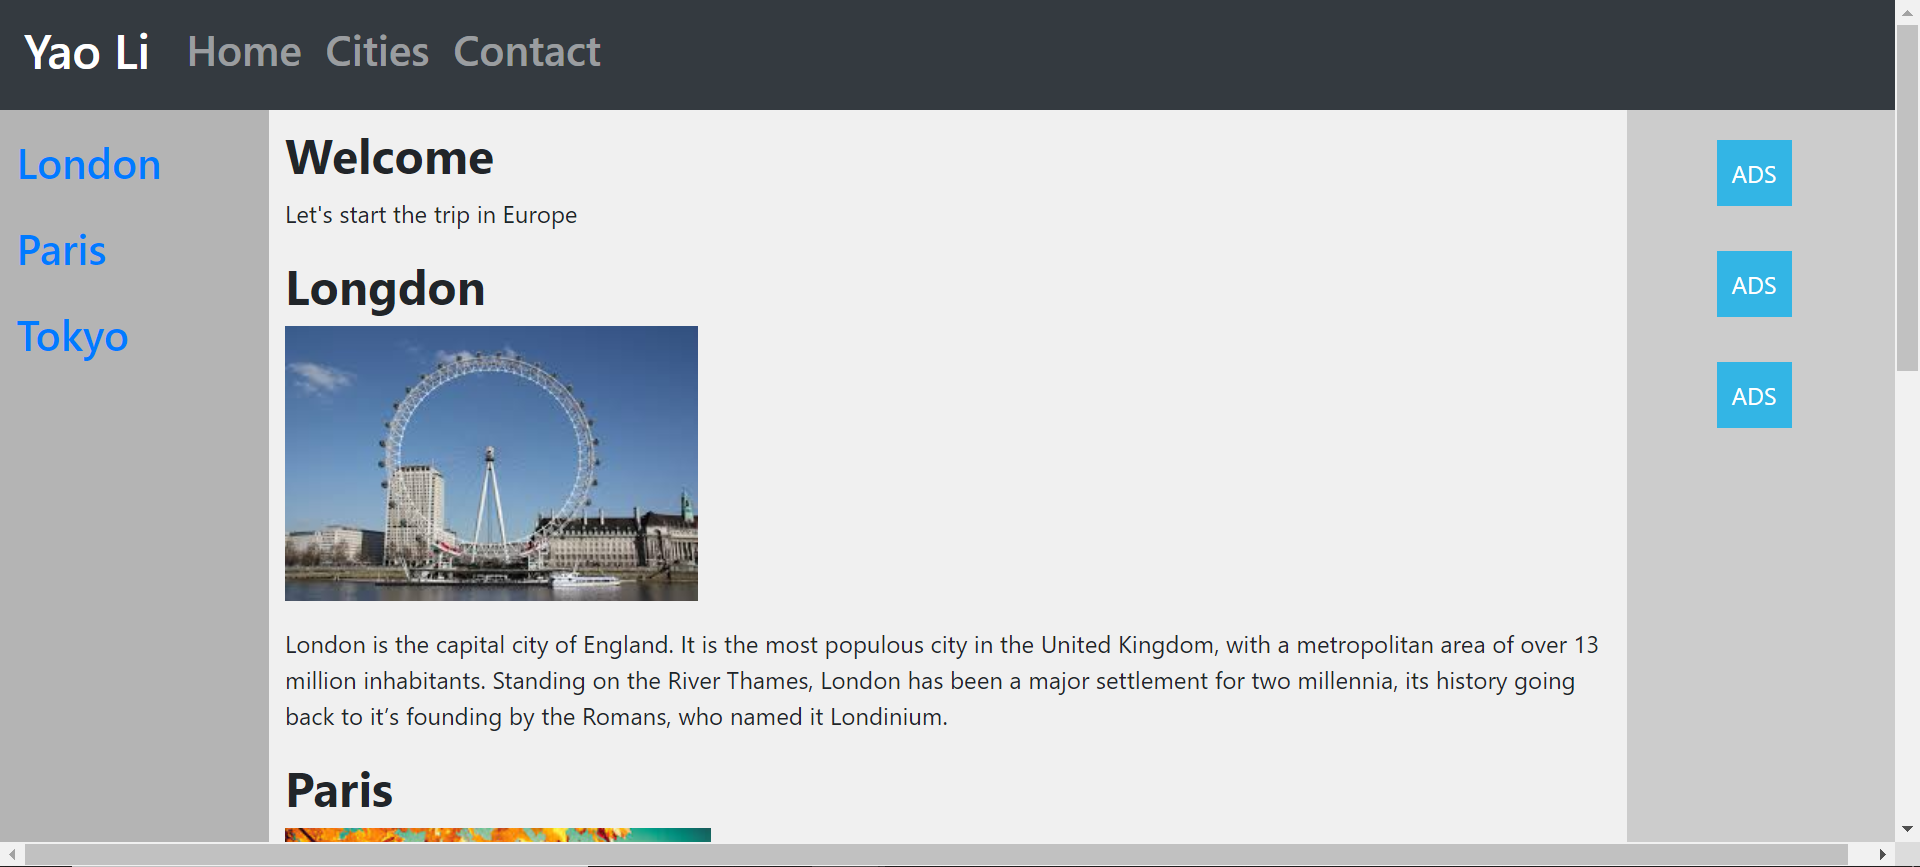 Yao Li Home Cities Contact
London
Paris
Tokyo
Welcome
Let's start the trip in Europe
Longdon
London is the capital city of England. It is the most populous city in the United Kingdom, with a metropolitan area of over 13
million inhabitants. Standing on the River Thames, London has been a major settlement for two millennia, its history going
back to it’s founding by the Romans, who named it Londinium.
Paris
ADS
ADS
ADS